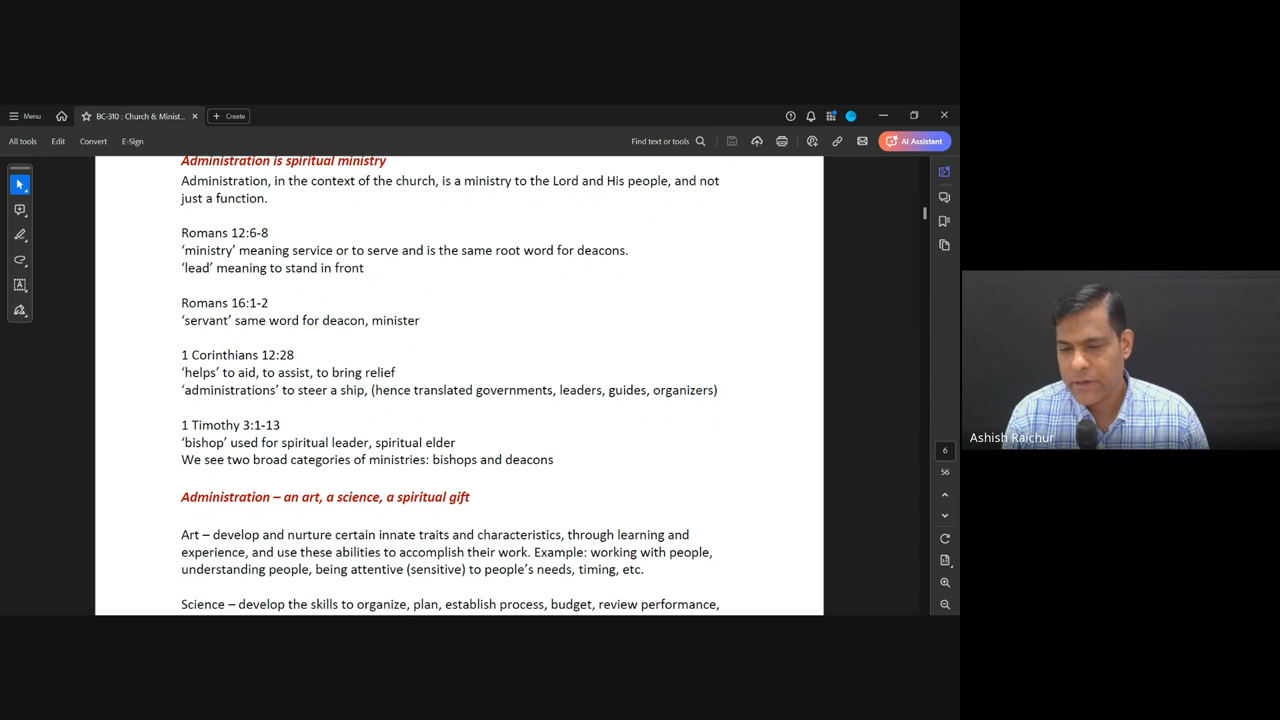 Menu
BC-310 : Church & Minist...
Create
All tools
Edit
Convert
E-Sign
Find text or tools
AI Assistant
Administration is spiritual ministry
Administration, in the context of the church, is a ministry to the Lord and His people, and not
just a function.
Romans 12:6-8
‘ministry’ meaning service or to serve and is the same root word for deacons.
‘lead’ meaning to stand in front
Romans 16:1-2
‘servant’ same word for deacon, minister
1 Corinthians 12:28
‘helps’ to aid, to assist, to bring relief
‘administrations’ to steer a ship, (hence translated governments, leaders, guides, organizers)
1 Timothy 3:1-13
‘bishop’ used for spiritual leader, spiritual elder
We see two broad categories of ministries: bishops and deacons
Administration – an art, a science, a spiritual gift
Art – develop and nurture certain innate traits and characteristics, through learning and
experience, and use these abilities to accomplish their work. Example: working with people,
understanding people, being attentive (sensitive) to people’s needs, timing, etc.
Science – develop the skills to organize, plan, establish process, budget, review performance,
6
56
Ashish Raichur